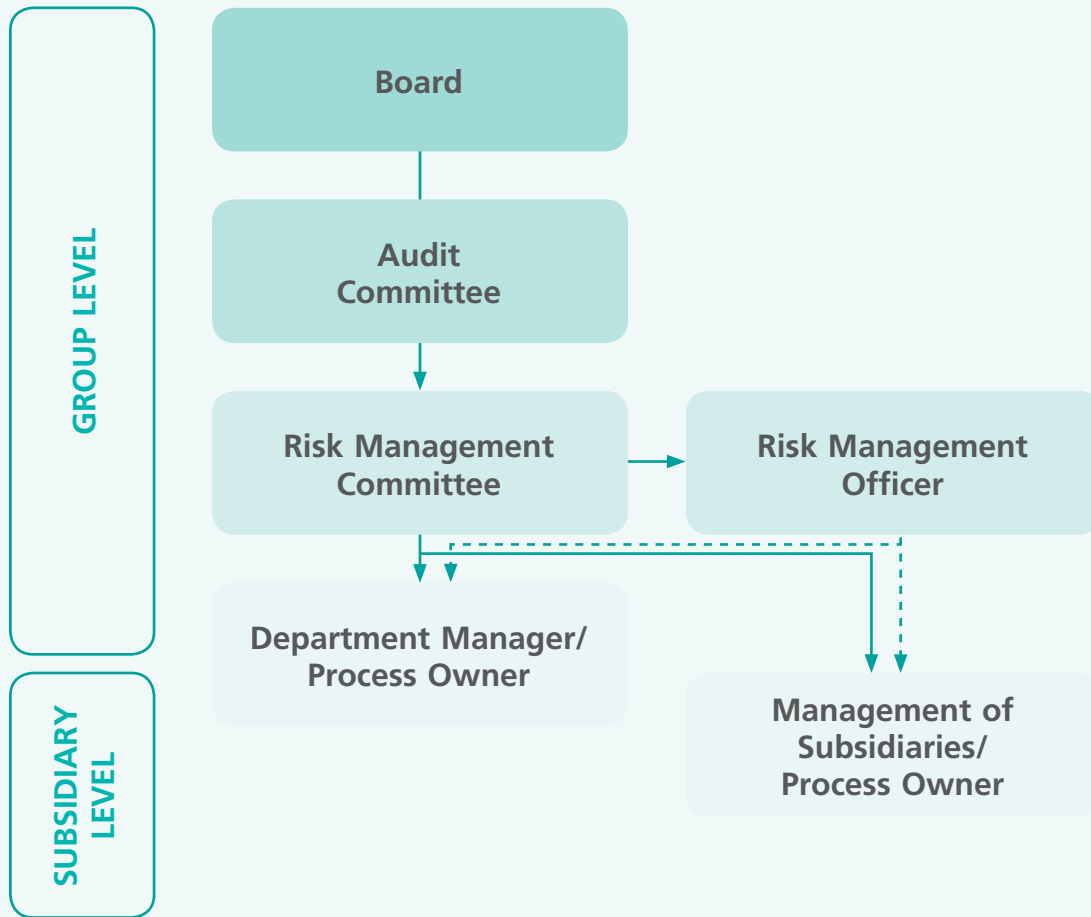 GROUP LEVEL
Board
Audit
Committee
Risk Management
Committee
Risk Management
Officer
Department Manager/
Process Owner
SUBSIDIARY
LEVEL
Management of
Subsidiaries/
Process Owner